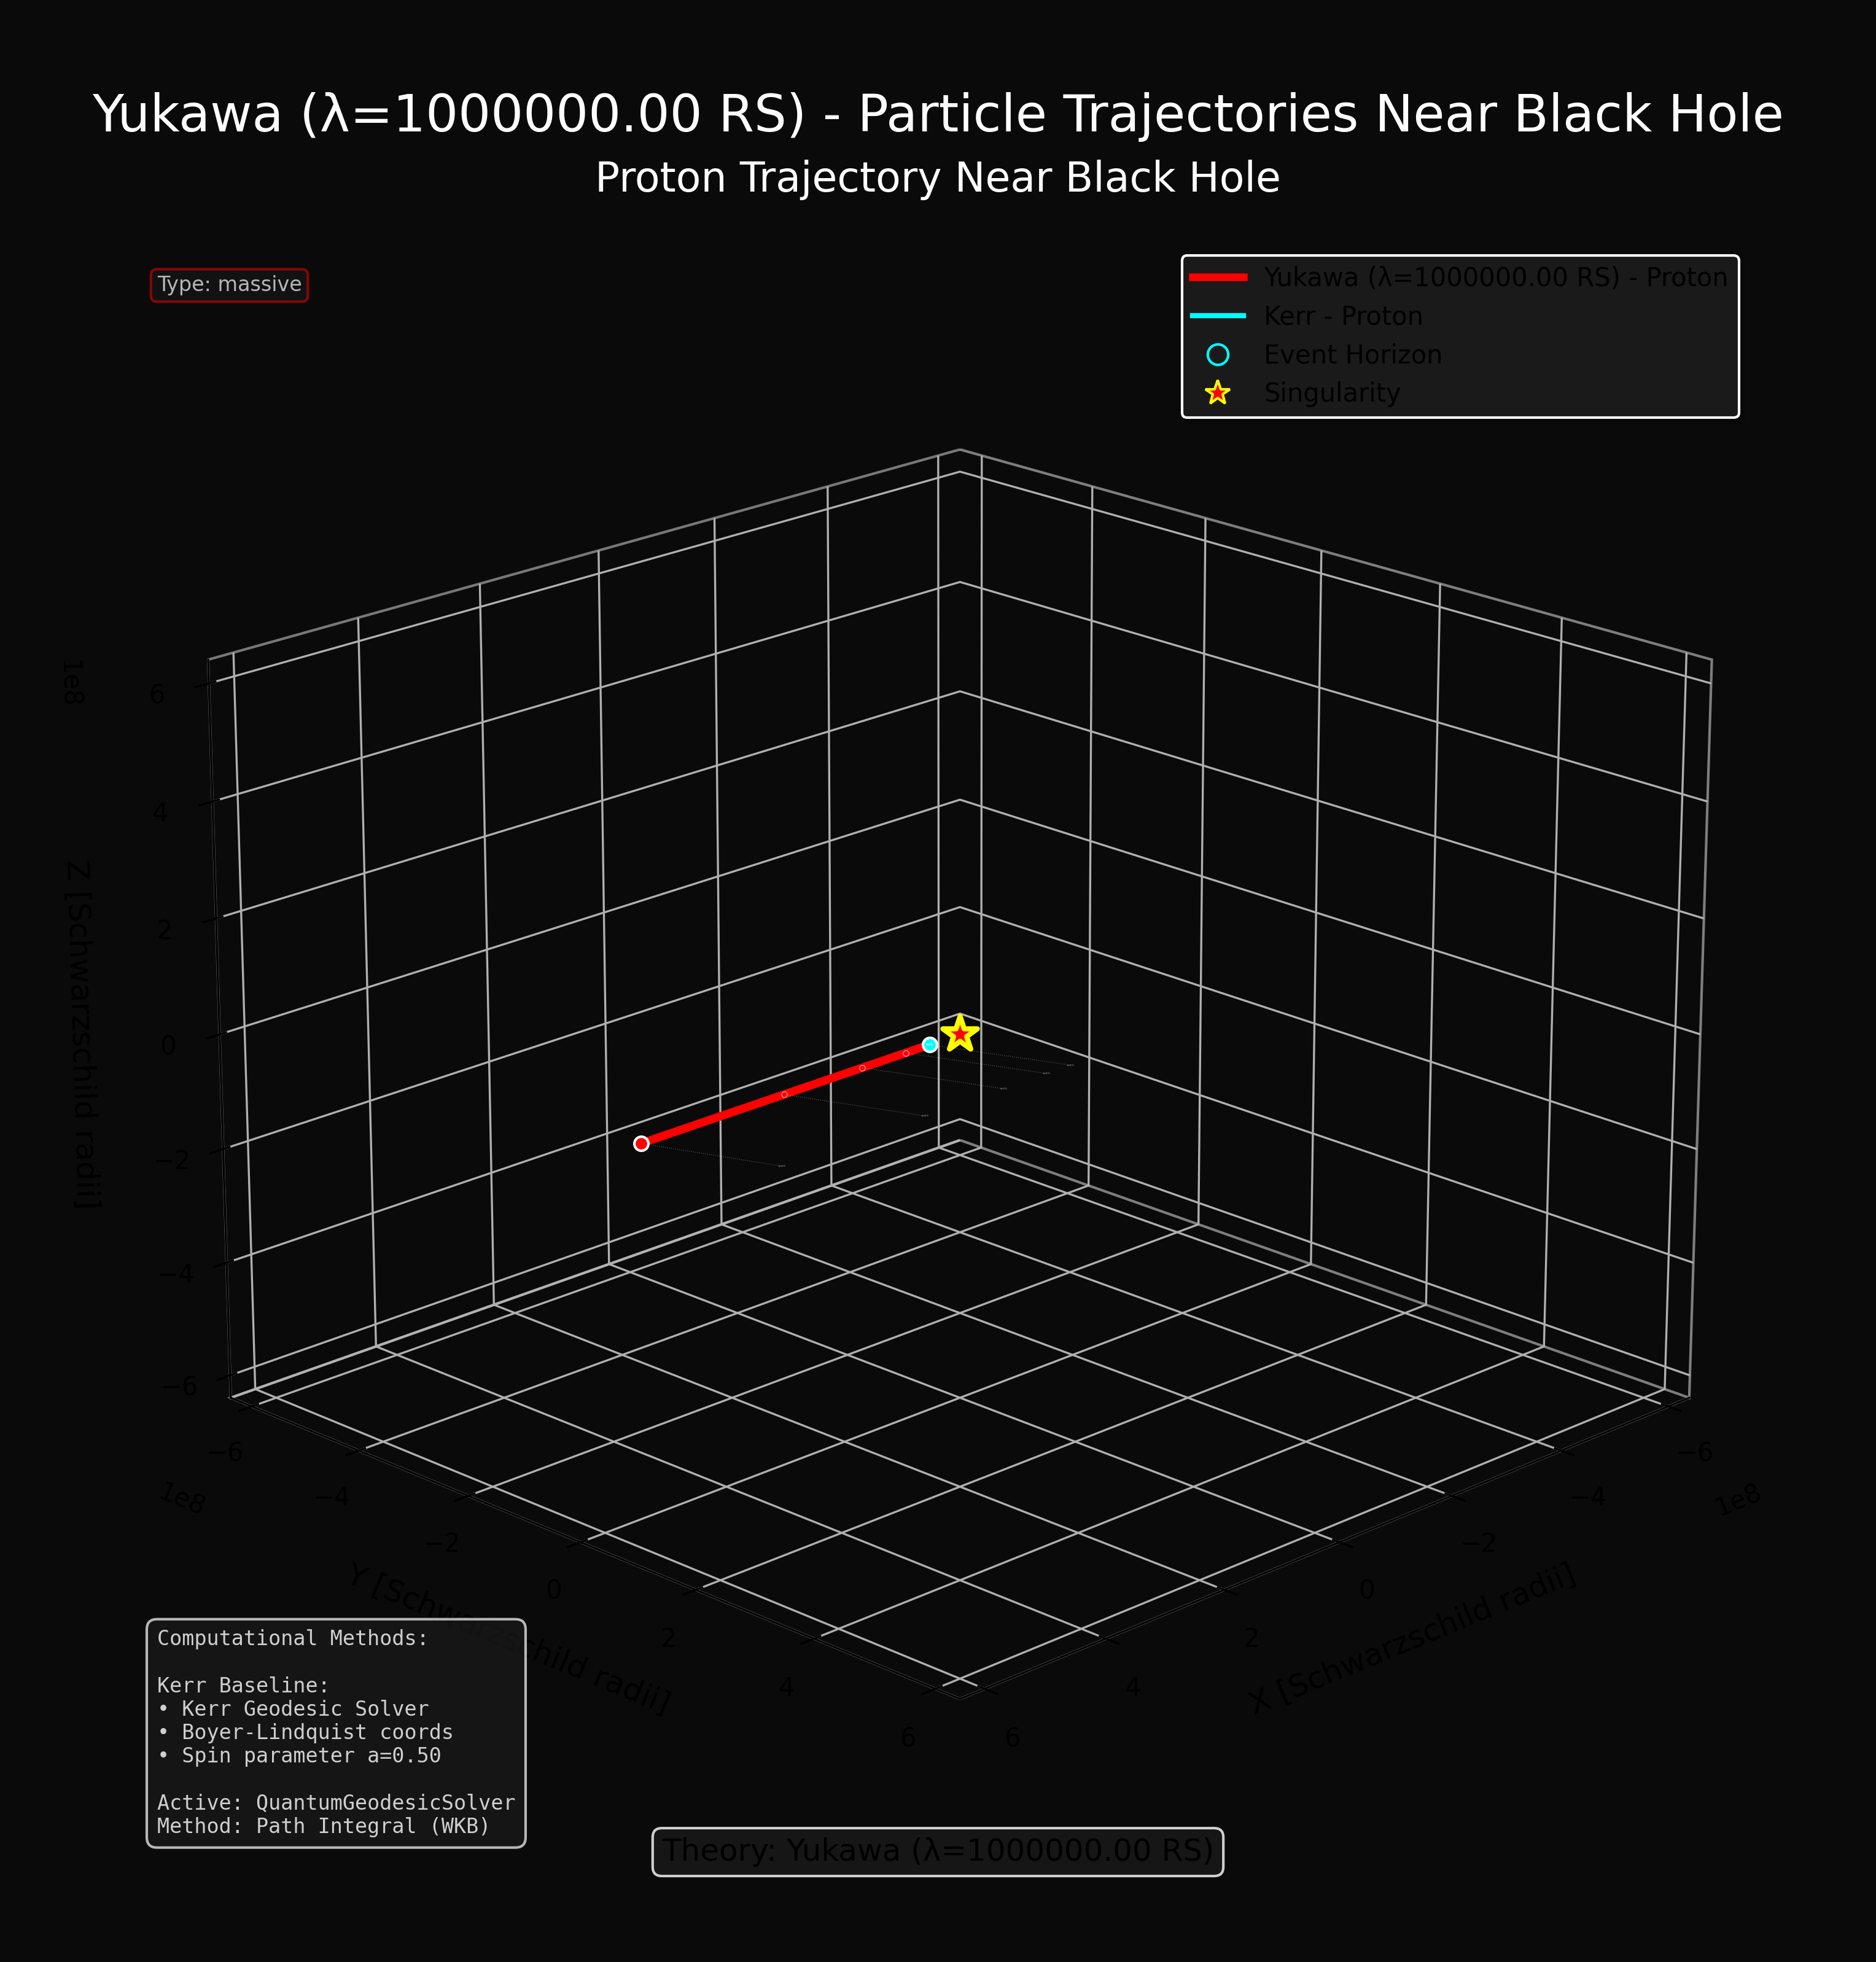 Yukawa (λ=1000000.00 RS) - Particle Trajectories Near Black Hole
Proton Trajectory Near Black Hole
Type: massive
Yukawa (λ=1000000.00 RS) - Proton
Kerr - Proton
Event Horizon
Singularity
1e8
6
4
2
0
−2
−4
−6
Z [Schwarzschild radii]
−6
−4
−2
0
2
4
6
1e8
Y [Schwarzschild radii]
−6
−4
−2
0
2
4
6
1e8
X [Schwarzschild radii]
Computational Methods:
Kerr Baseline:
• Kerr Geodesic Solver
• Boyer-Lindquist coords
• Spin parameter a=0.50
Active: QuantumGeodesicSolver
Method: Path Integral (WKB)
Theory: Yukawa (λ=1000000.00 RS)